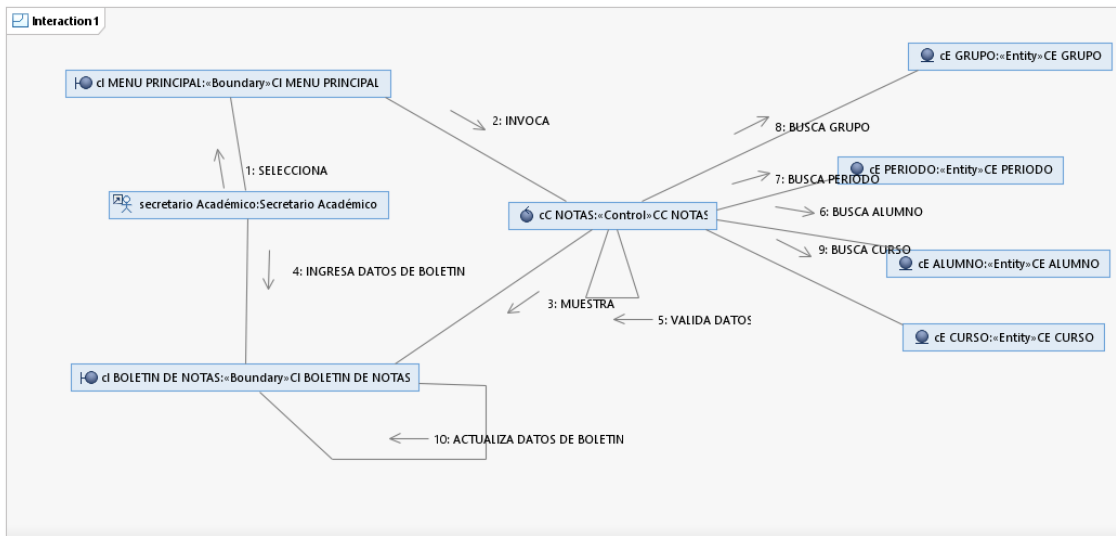 Interaction1
cE GRUPO:«Entity»CE GRUPO
cI MENU PRINCIPAL:«Boundary»CI MENU PRINCIPAL
2: INVOCA
8: BUSCA GRUPO
1: SELECCIONA
cE PERIODO:«Entity»CE PERIODO
7: BUSCA PERIODO
secretario Académico:Secretario Académico
cC NOTAS:«Control»CC NOTAS
6: BUSCA ALUMNO
9: BUSCA CURSO
4: INGRESA DATOS DE BOLETIN
cE ALUMNO:«Entity»CE ALUMNO
3: MUESTRA
5: VALIDA DATOS
cE CURSO:«Entity»CE CURSO
cI BOLETIN DE NOTAS:«Boundary»CI BOLETIN DE NOTAS
10: ACTUALIZA DATOS DE BOLETIN